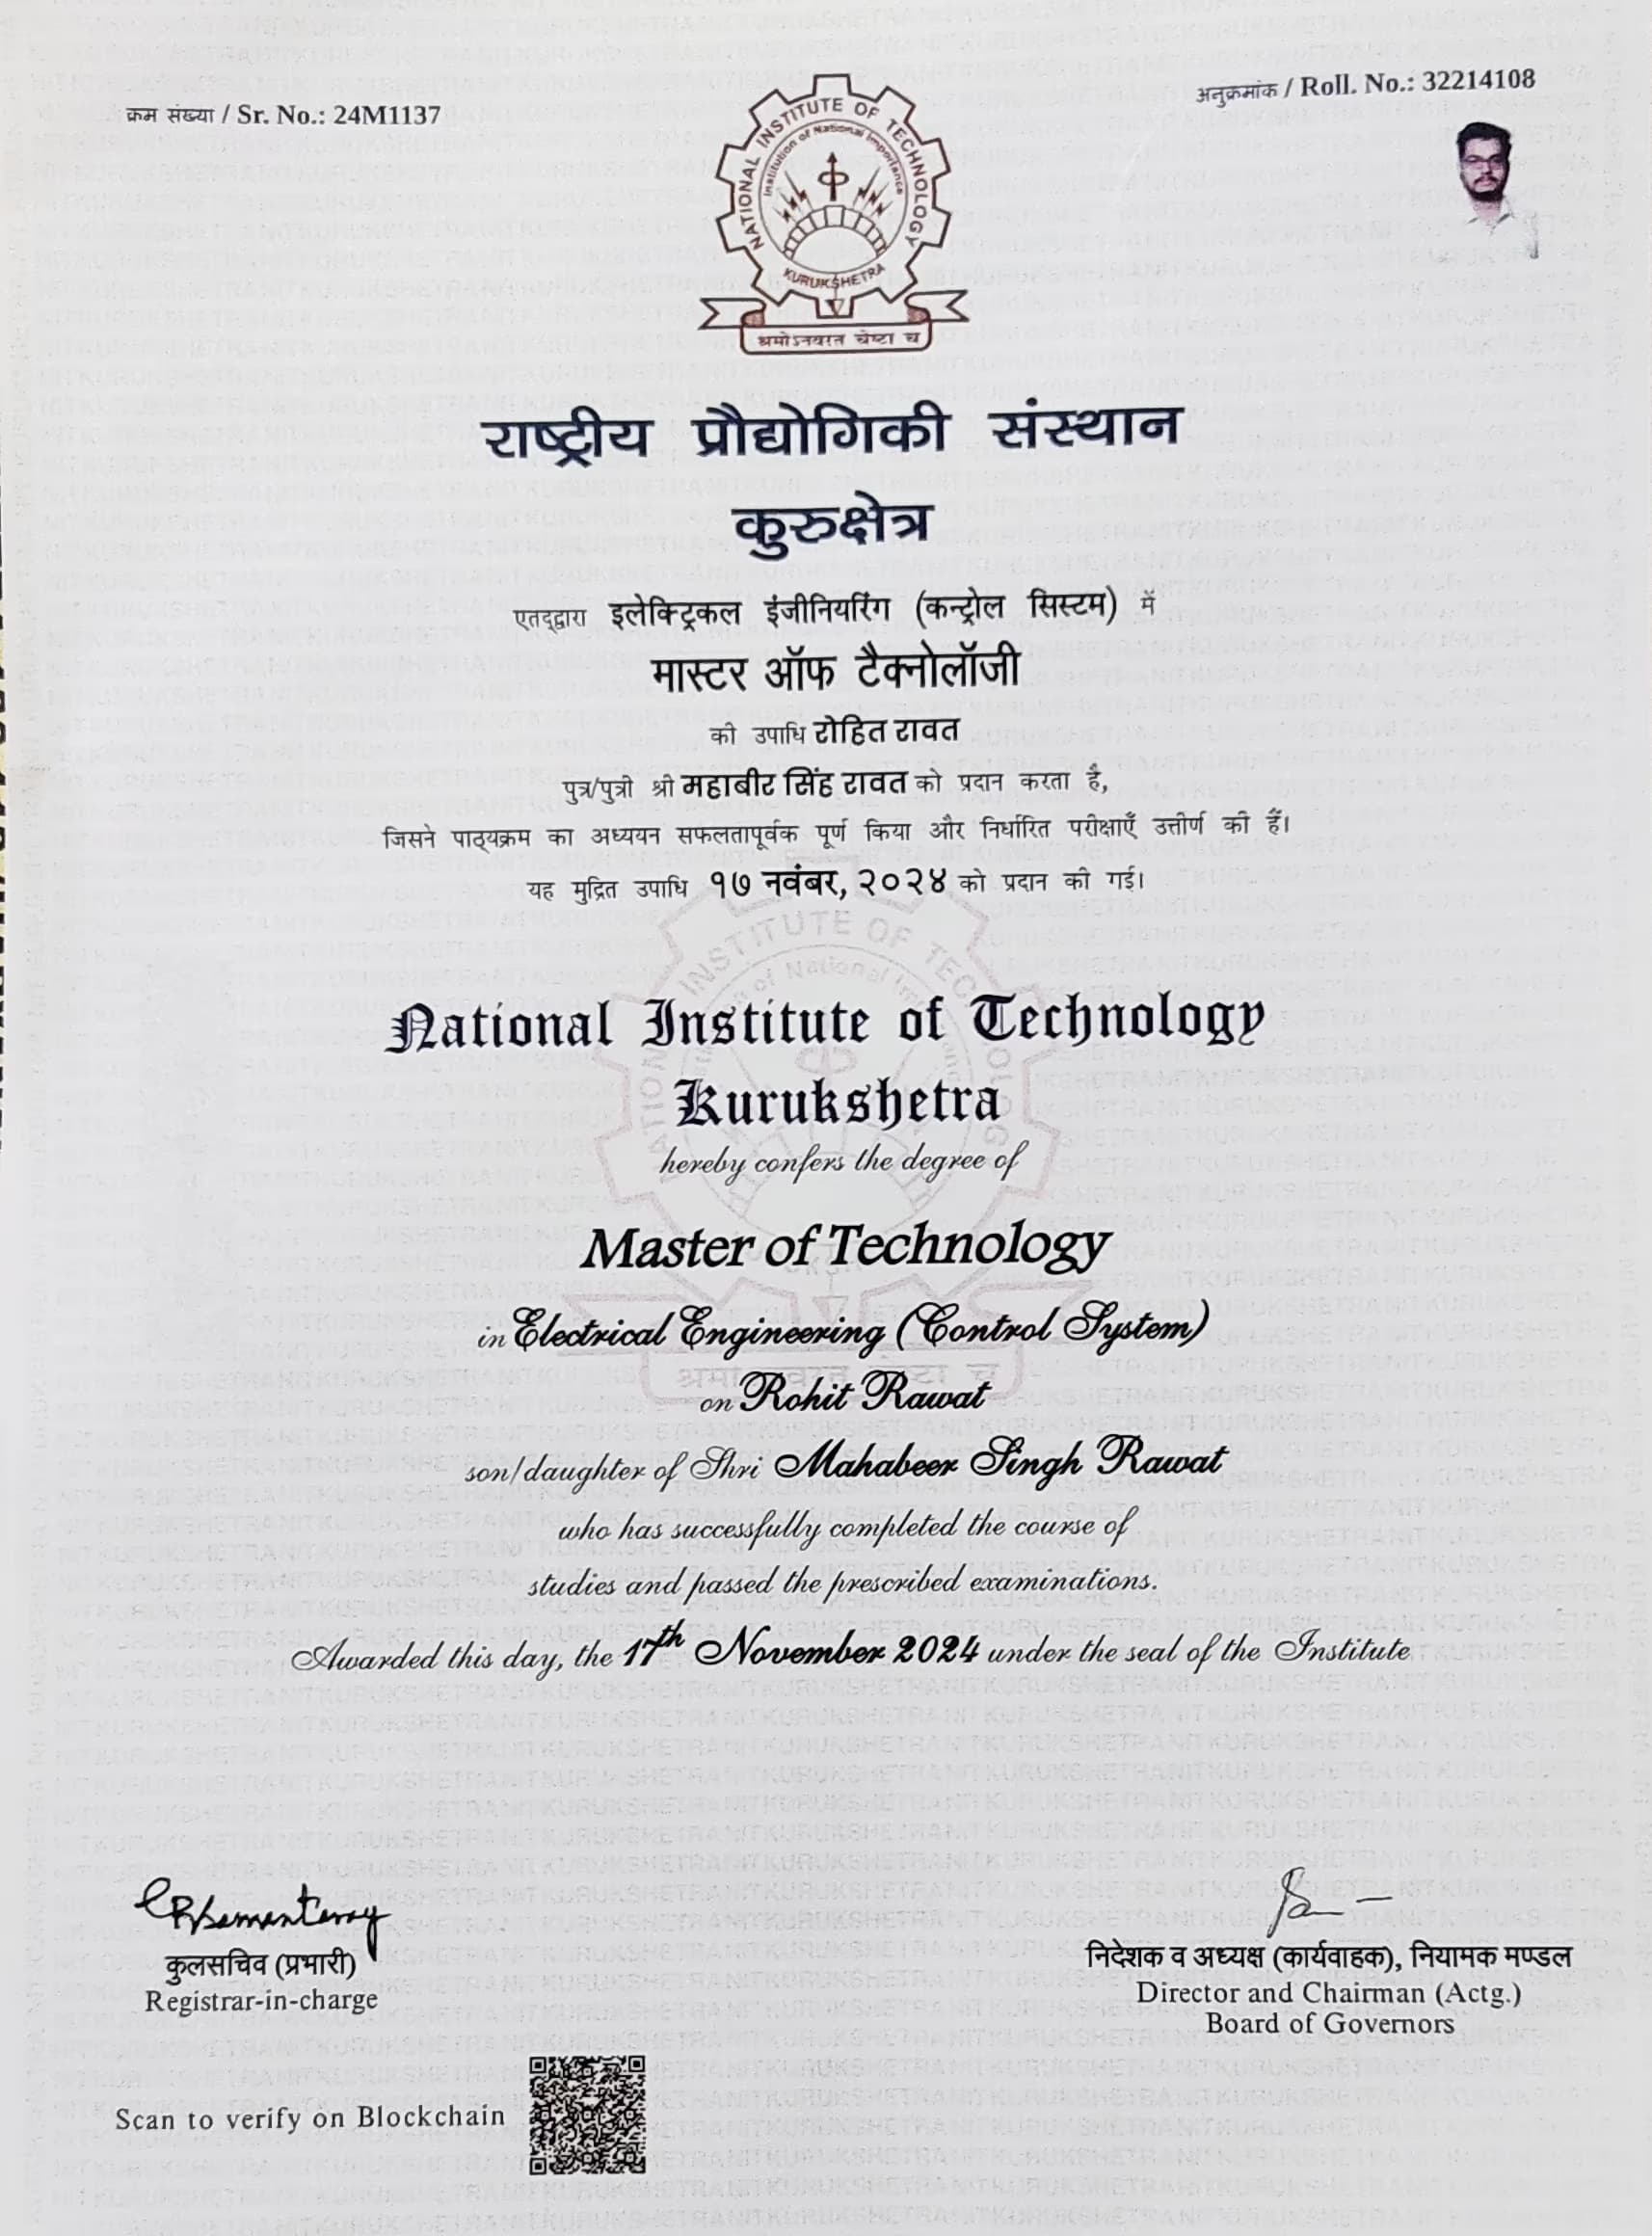 क्रम संख्या / Sr. No.: 24M1137
अनुक्रमांक / Roll. No.: 32214108
NATIONAL INSTITUTE OF TECHNOLOGY
Institution of National Importance
KURUKSHETRA
श्रमोऽनवरत चेष्टा च
राष्ट्रीय प्रौद्योगिकी संस्थान
कुरुक्षेत्र
एतद्द्वारा इलेक्ट्रिकल इंजीनियरिंग (कन्ट्रोल सिस्टम) में
मास्टर ऑफ टैक्नोलॉजी
की उपाधि रोहित रावत
पुत्र/पुत्री श्री महाबीर सिंह रावत को प्रदान करता है,
जिसने पाठ्यक्रम का अध्ययन सफलतापूर्वक पूर्ण किया और निर्धारित परीक्षाएँ उत्तीर्ण की हैं।
यह मुद्रित उपाधि १७ नवंबर, २०२४ को प्रदान की गई।
National Institute of Technology
Kurukshetra
hereby confers the degree of
Master of Technology
in Electrical Engineering (Control System)
on Rohit Rawat
son/daughter of Shri Mahabeer Singh Rawat
who has successfully completed the course of
studies and passed the prescribed examinations.
Awarded this day, the 17th November 2024 under the seal of the Institute
कुलसचिव (प्रभारी)
Registrar-in-charge
निदेशक व अध्यक्ष (कार्यवाहक), नियामक मण्डल
Director and Chairman (Actg.)
Board of Governors
Scan to verify on Blockchain